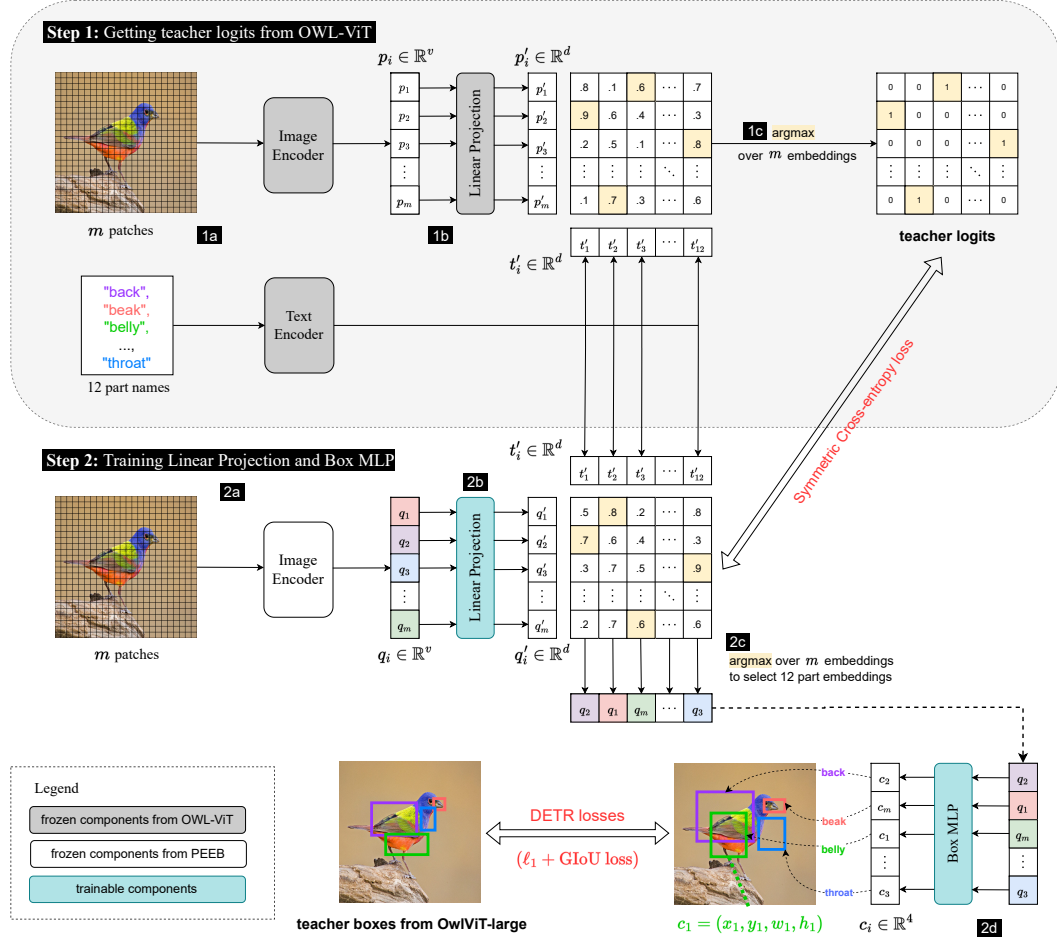 Step 1: Getting teacher logits from OWL-ViT
p_i ∈ ℝ^v
p'_i ∈ ℝ^d
p_1
p_2
p_3
⋮
p_m
Image
Encoder
Linear Projection
p'_1
p'_2
p'_3
⋮
p'_m
.8 .1 .6 ⋯ .7
.9 .6 .4 ⋯ .3
.2 .5 .1 ⋯ .8
⋮ ⋮ ⋮ ⋱ ⋮
.1 .7 .3 ⋯ .6
1c argmax
over m embeddings
0 0 1 ⋯ 0
1 0 0 ⋯ 0
0 0 0 ⋯ 1
⋮ ⋮ ⋮ ⋱ ⋮
0 1 0 ⋯ 0
teacher logits
m patches
1a
1b
t'_i ∈ ℝ^d
t'_1 t'_2 t'_3 ⋯ t'_12
"back",
"beak",
"belly",
...,
"throat"
12 part names
Text
Encoder
Symmetric Cross-entropy loss
Step 2: Training Linear Projection and Box MLP
t'_i ∈ ℝ^d
t'_1 t'_2 t'_3 ⋯ t'_12
2a
2b
Image
Encoder
q_1
q_2
q_3
⋮
q_m
Linear Projection
q'_1
q'_2
q'_3
⋮
q'_m
.5 .8 .2 ⋯ .8
.7 .6 .4 ⋯ .3
.3 .7 .5 ⋯ .9
⋮ ⋮ ⋮ ⋱ ⋮
.2 .7 .6 ⋯ .6
m patches
q_i ∈ ℝ^v
q'_i ∈ ℝ^d
2c
argmax over m embeddings
to select 12 part embeddings
q_2 q_1 q_m ⋯ q_3
Legend
frozen components from OWL-ViT
frozen components from PEEB
trainable components
teacher boxes from OwlViT-large
DETR losses
(ℓ_1 + GIoU loss)
back
beak
belly
throat
c_1 = (x_1, y_1, w_1, h_1)
c_2
c_m
c_1
⋮
c_3
c_i ∈ ℝ^4
Box MLP
q_2
q_1
q_m
⋮
q_3
2d